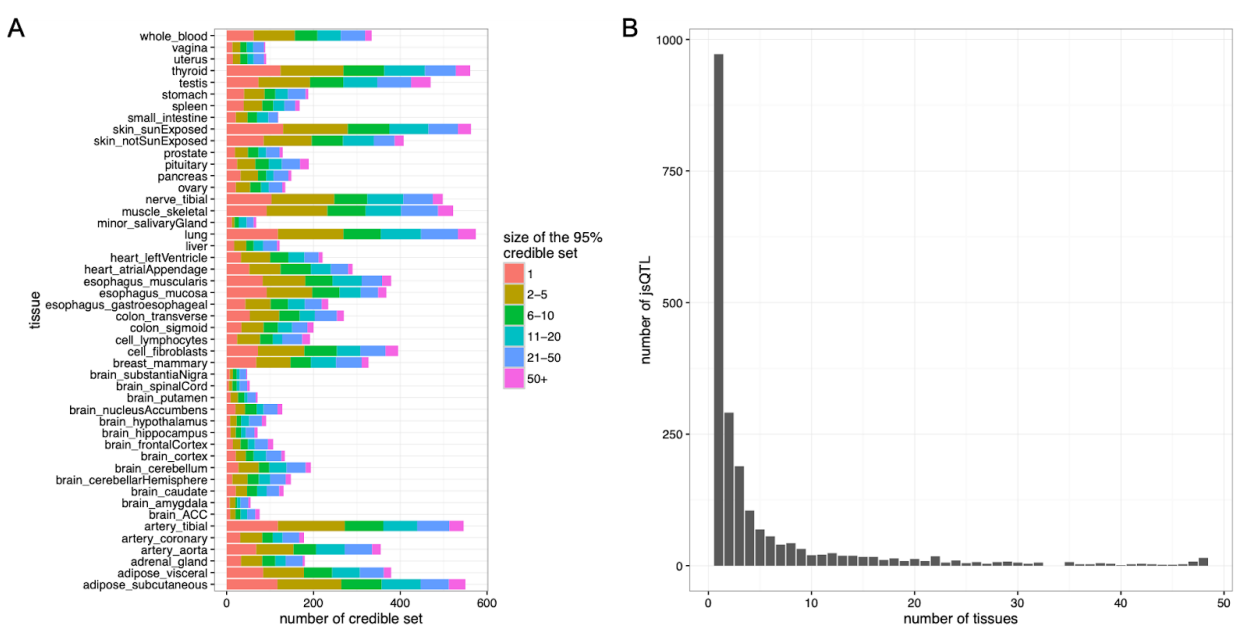 A
whole_blood
vagina
uterus
thyroid
testis
stomach
spleen
small_intestine
skin_sunExposed
skin_notSunExposed
prostate
pituitary
pancreas
ovary
nerve_tibial
muscle_skeletal
minor_salivaryGland
lung
liver
heart_leftVentricle
heart_atrialAppendage
esophagus_muscularis
esophagus_mucosa
esophagus_gastroesophageal
colon_transverse
colon_sigmoid
cell_lymphocytes
cell_fibroblasts
breast_mammary
brain_substantiaNigra
brain_spinalCord
brain_putamen
brain_nucleusAccumbens
brain_hypothalamus
brain_hippocampus
brain_frontalCortex
brain_cortex
brain_cerebellum
brain_cerebellarHemisphere
brain_caudate
brain_amygdala
brain_ACC
artery_tibial
artery_coronary
artery_aorta
adrenal_gland
adipose_visceral
adipose_subcutaneous
tissue
0 200 400 600
number of credible set
size of the 95%
credible set
1
2−5
6−10
11−20
21−50
50+
B
1000
750
500
250
0
number of jsQTL
0 10 20 30 40 50
number of tissues